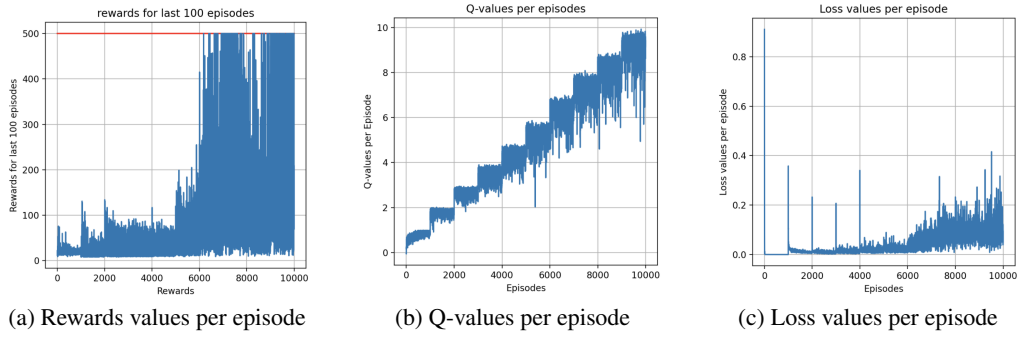 rewards for last 100 episodes
Rewards for last 100 episodes
500
400
300
200
100
0
0 2000 4000 6000 8000 10000
Rewards
(a) Rewards values per episode
Q-values per episodes
Q-values per Episode
10
8
6
4
2
0
0 2000 4000 6000 8000 10000
Episodes
(b) Q-values per episode
Loss values per episode
Loss values per episode
0.8
0.6
0.4
0.2
0.0
0 2000 4000 6000 8000 10000
Episodes
(c) Loss values per episode